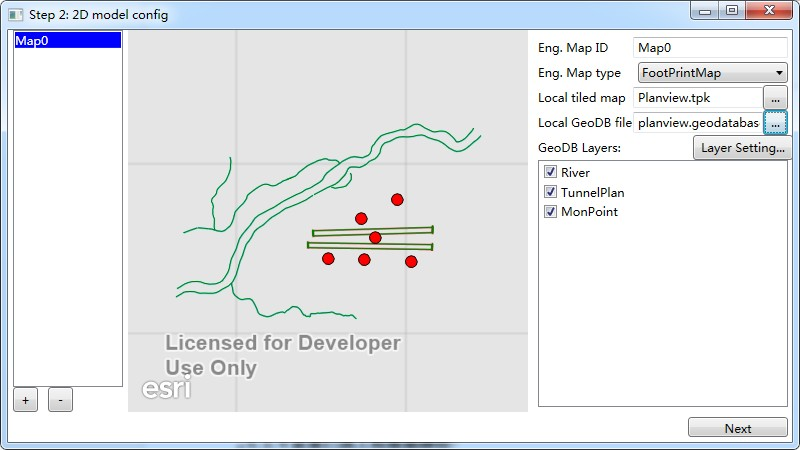 Step 2: 2D model config
Map0
Eng. Map ID Map0
Eng. Map type FootPrintMap
Local tiled map Planview.tpk ...
Local GeoDB file planview.geodatabas ...
GeoDB Layers: Layer Setting...
River
TunnelPlan
MonPoint
Licensed for Developer
Use Only
esri
+ -
Next